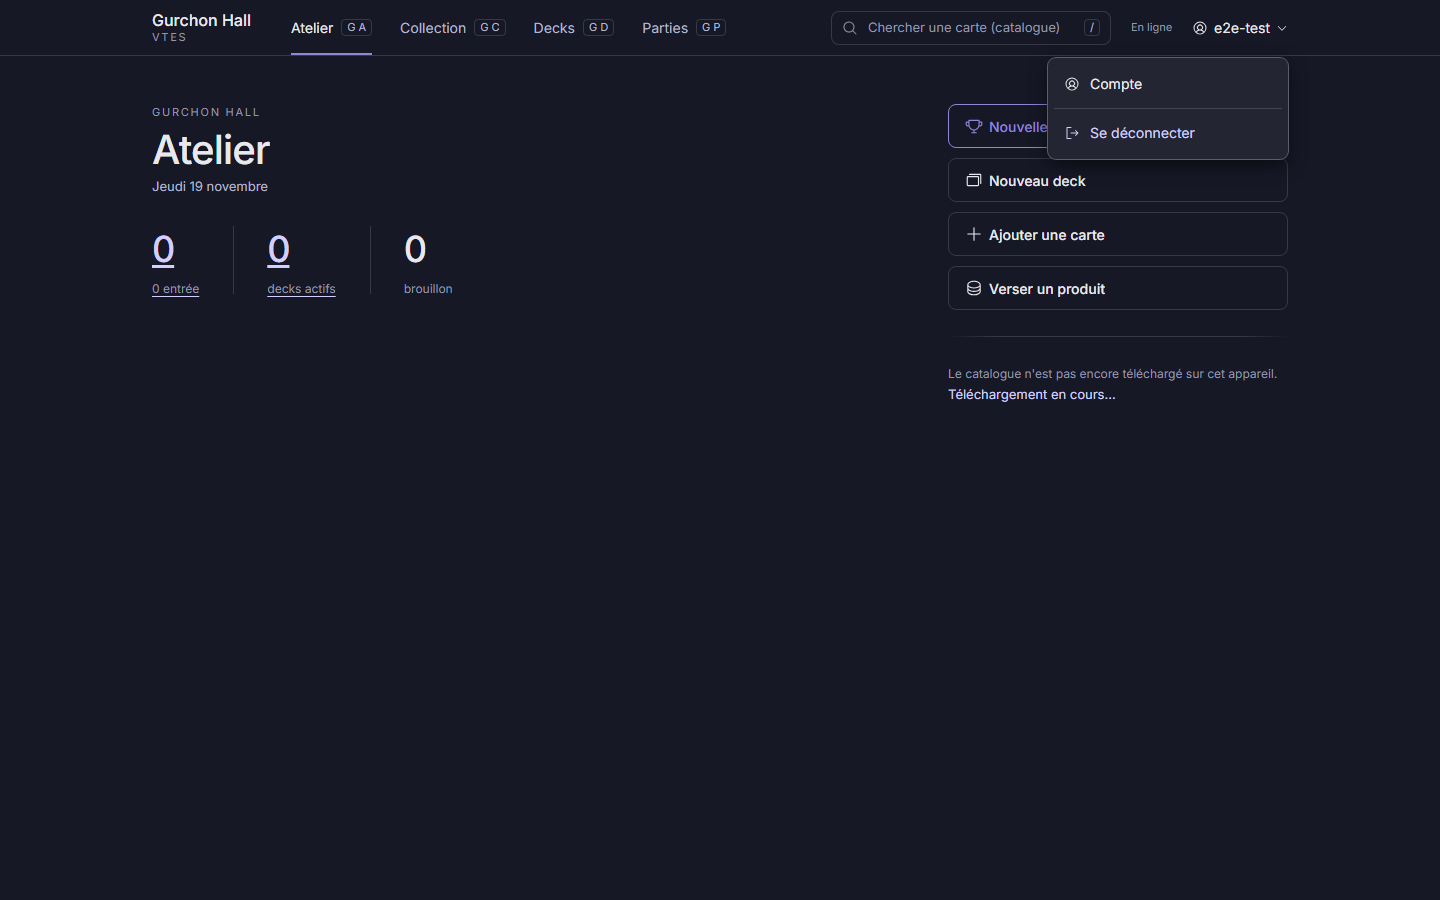 Gurchon Hall
VTES
Atelier G A
Collection G C
Decks G D
Parties G P
Chercher une carte (catalogue) /
En ligne
e2e-test
Compte
Se déconnecter
GURCHON HALL
Atelier
Jeudi 19 novembre
0
0 entrée
0
decks actifs
0
brouillon
Nouvelle
Nouveau deck
Ajouter une carte
Verser un produit
Le catalogue n'est pas encore téléchargé sur cet appareil.
Téléchargement en cours...